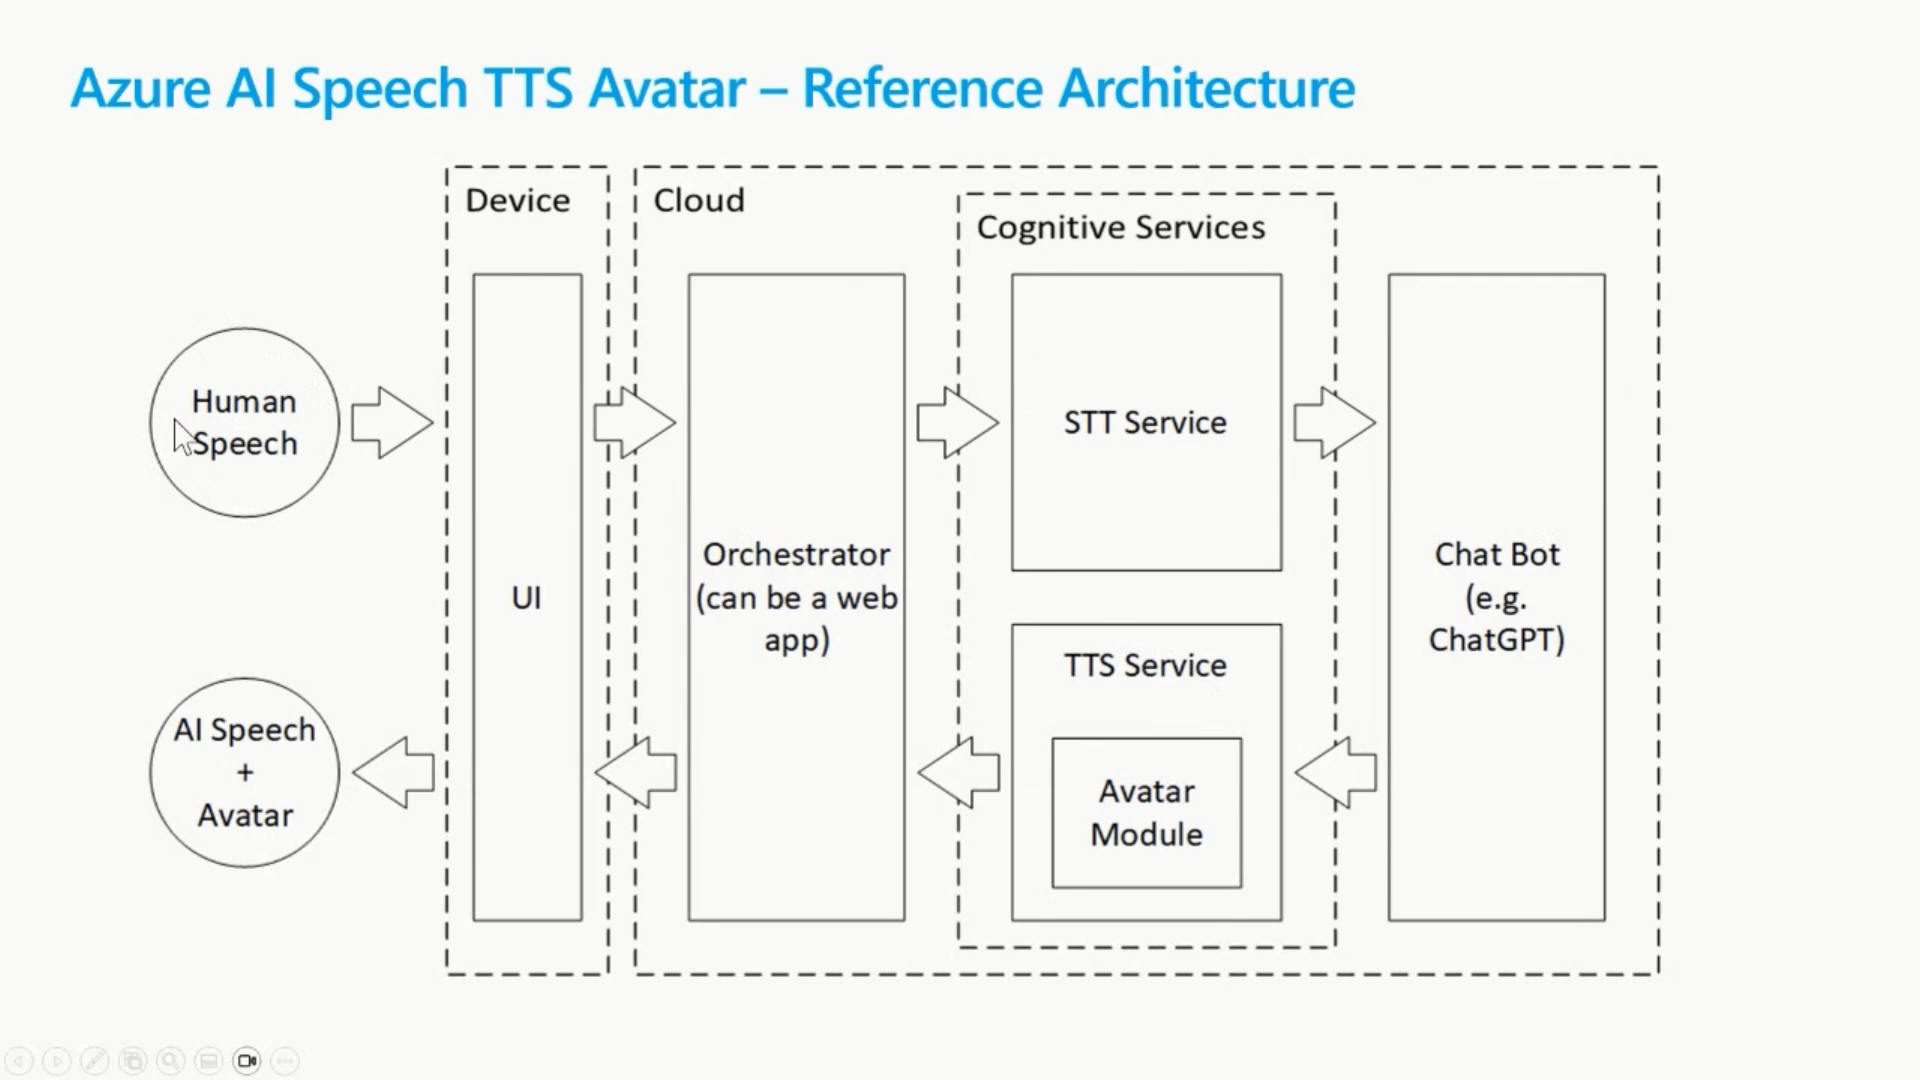 Azure AI Speech TTS Avatar – Reference Architecture
Device
Cloud
Cognitive Services
Human
Speech
STT Service
UI
Orchestrator
(can be a web
app)
Chat Bot
(e.g.
ChatGPT)
TTS Service
AI Speech
+
Avatar
Avatar
Module